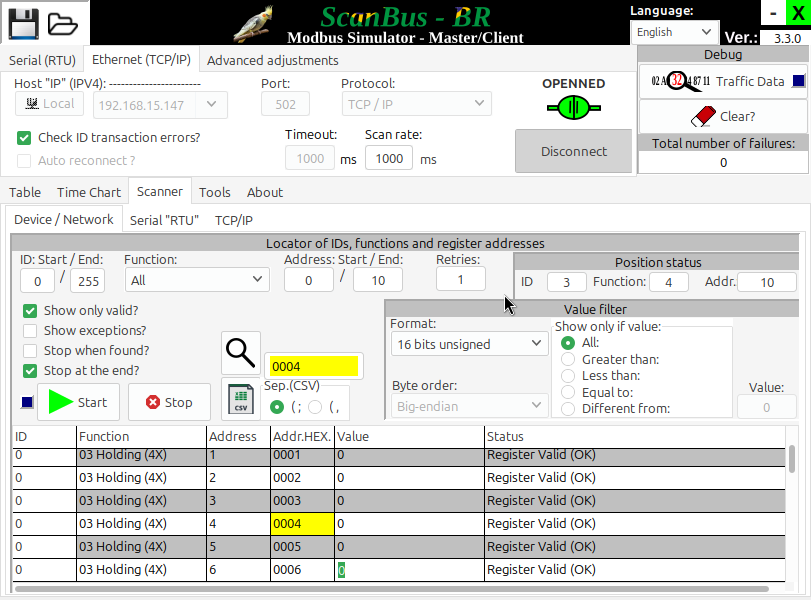 ScanBus - BR
Modbus Simulator - Master/Client
Language:
English
Ver.: 3.3.0
- X
Serial (RTU) Ethernet (TCP/IP) Advanced adjustments
Debug
Host "IP" (IPV4): -----------------------
Port:
Protocol:
OPENNED
Local
192.168.15.147
502
TCP / IP
02 A 32 4 87 11 Traffic Data
Clear?
Check ID transaction errors?
Auto reconnect ?
Timeout:
Scan rate:
1000 ms
1000 ms
Disconnect
Total number of failures:
0
Table Time Chart Scanner Tools About
Device / Network Serial "RTU" TCP/IP
Locator of IDs, functions and register addresses
ID: Start / End:
Function:
Address: Start / End:
Retries:
0 / 255
All
0 / 10
1
Position status
ID 3 Function: 4 Addr. 10
Show only valid?
Show exceptions?
Stop when found?
Stop at the end?
0004
Sep.(CSV)
CSV
( ; ( ,
Start
Stop
Value filter
Format:
16 bits unsigned
Byte order:
Big-endian
Show only if value:
All:
Greater than:
Less than:
Equal to:
Different from:
Value:
0
ID Function Address Addr.HEX. Value Status
0 03 Holding (4X) 1 0001 0 Register Valid (OK)
0 03 Holding (4X) 2 0002 0 Register Valid (OK)
0 03 Holding (4X) 3 0003 0 Register Valid (OK)
0 03 Holding (4X) 4 0004 0 Register Valid (OK)
0 03 Holding (4X) 5 0005 0 Register Valid (OK)
0 03 Holding (4X) 6 0006 0 Register Valid (OK)